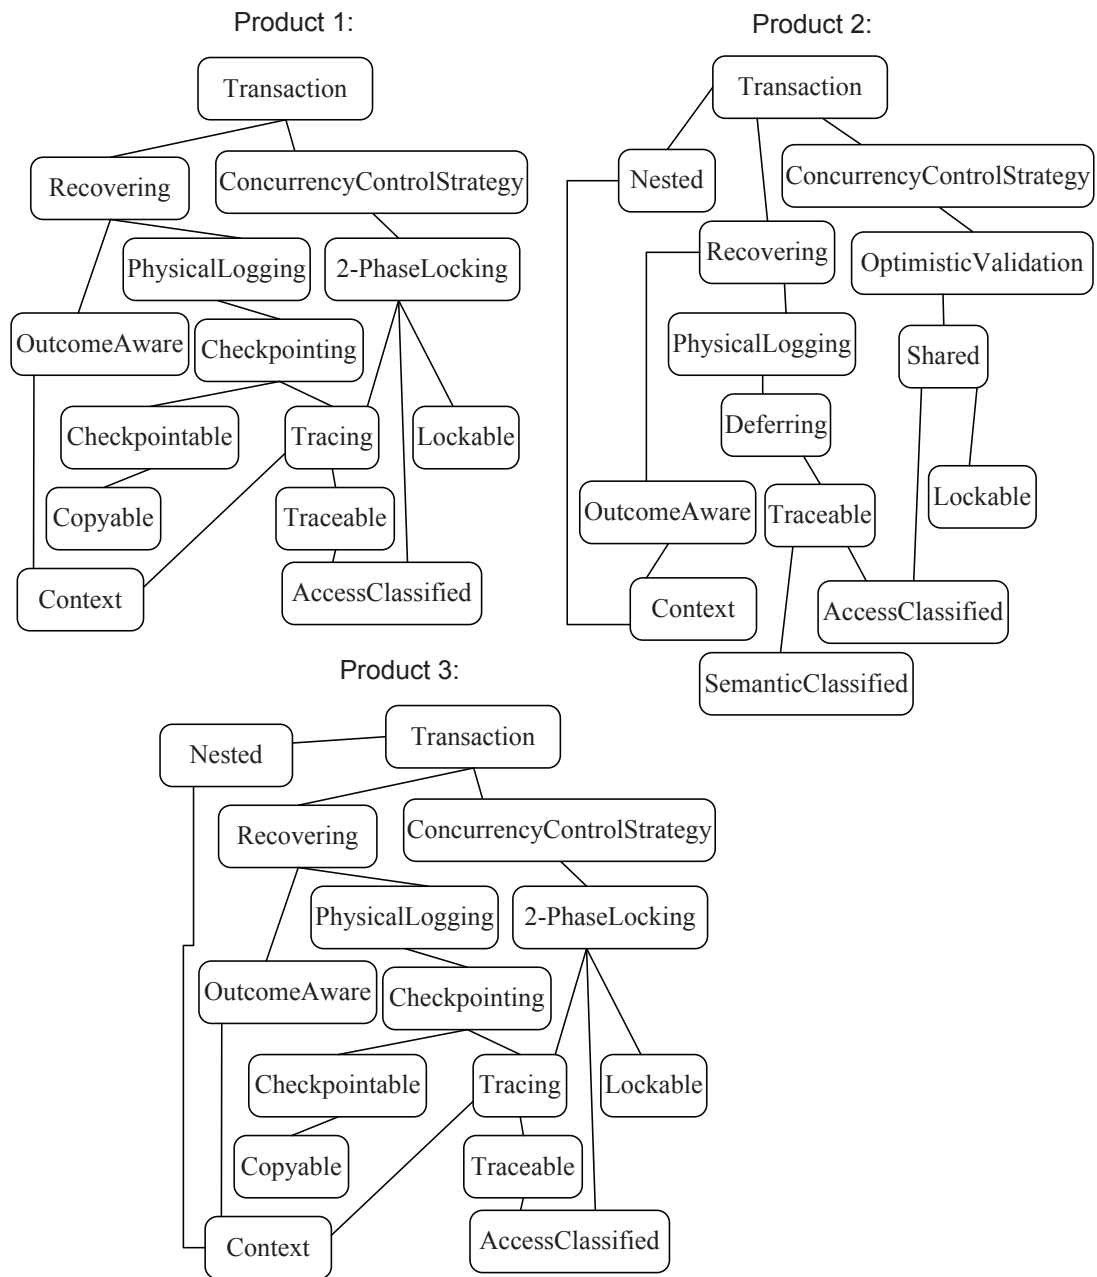 Product 1:
Transaction
Recovering
ConcurrencyControlStrategy
PhysicalLogging
2-PhaseLocking
OutcomeAware
Checkpointing
Checkpointable
Tracing
Lockable
Copyable
Traceable
Context
AccessClassified
Product 2:
Transaction
Nested
ConcurrencyControlStrategy
Recovering
OptimisticValidation
PhysicalLogging
Shared
Deferring
OutcomeAware
Traceable
Lockable
Context
AccessClassified
SemanticClassified
Product 3:
Nested
Transaction
Recovering
ConcurrencyControlStrategy
PhysicalLogging
2-PhaseLocking
OutcomeAware
Checkpointing
Checkpointable
Tracing
Lockable
Copyable
Traceable
Context
AccessClassified